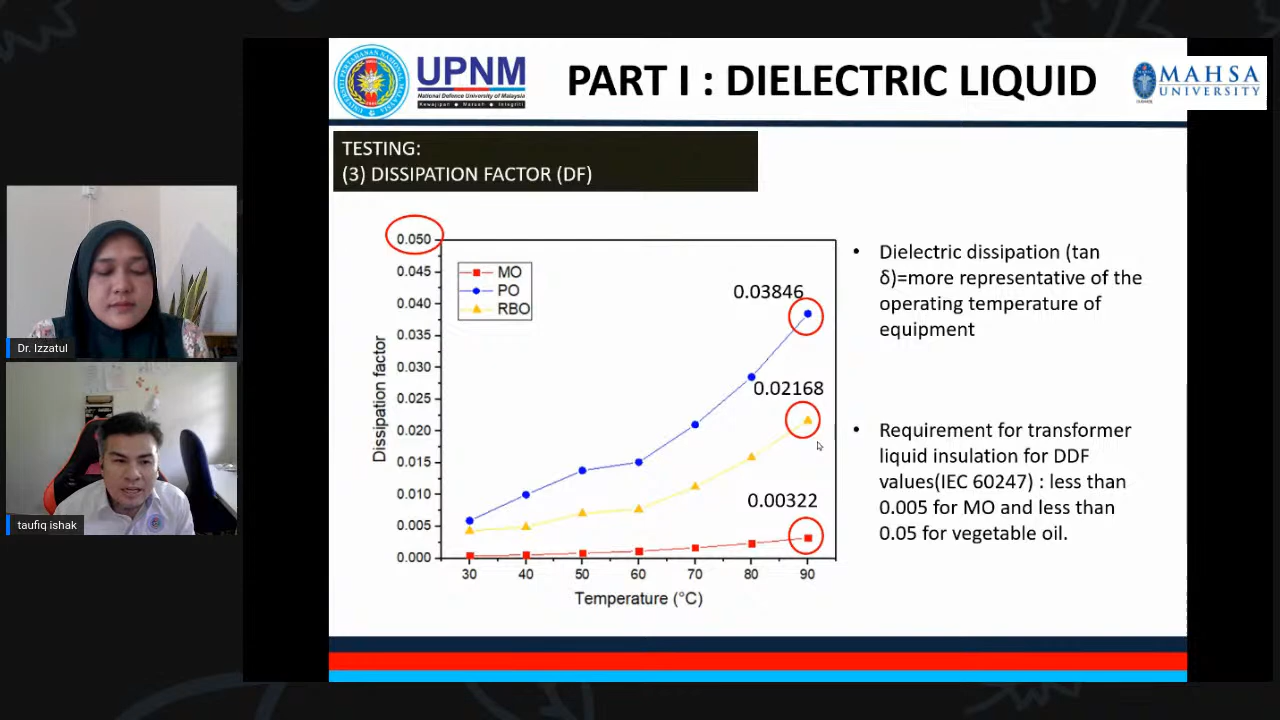 UPNM
National Defence University of Malaysia
Kewajipan ● Maruah ● Integriti
PART I : DIELECTRIC LIQUID
MAHSA
UNIVERSITY
TESTING:
(3) DISSIPATION FACTOR (DF)
Dr. Izzatul
taufiq ishak
0.050
0.045
0.040
0.035
0.030
0.025
0.020
0.015
0.010
0.005
0.000
Dissipation factor
MO
PO
RBO
0.03846
0.02168
0.00322
30 40 50 60 70 80 90
Temperature (°C)
• Dielectric dissipation (tan
δ)=more representative of the
operating temperature of
equipment
• Requirement for transformer
liquid insulation for DDF
values(IEC 60247) : less than
0.005 for MO and less than
0.05 for vegetable oil.